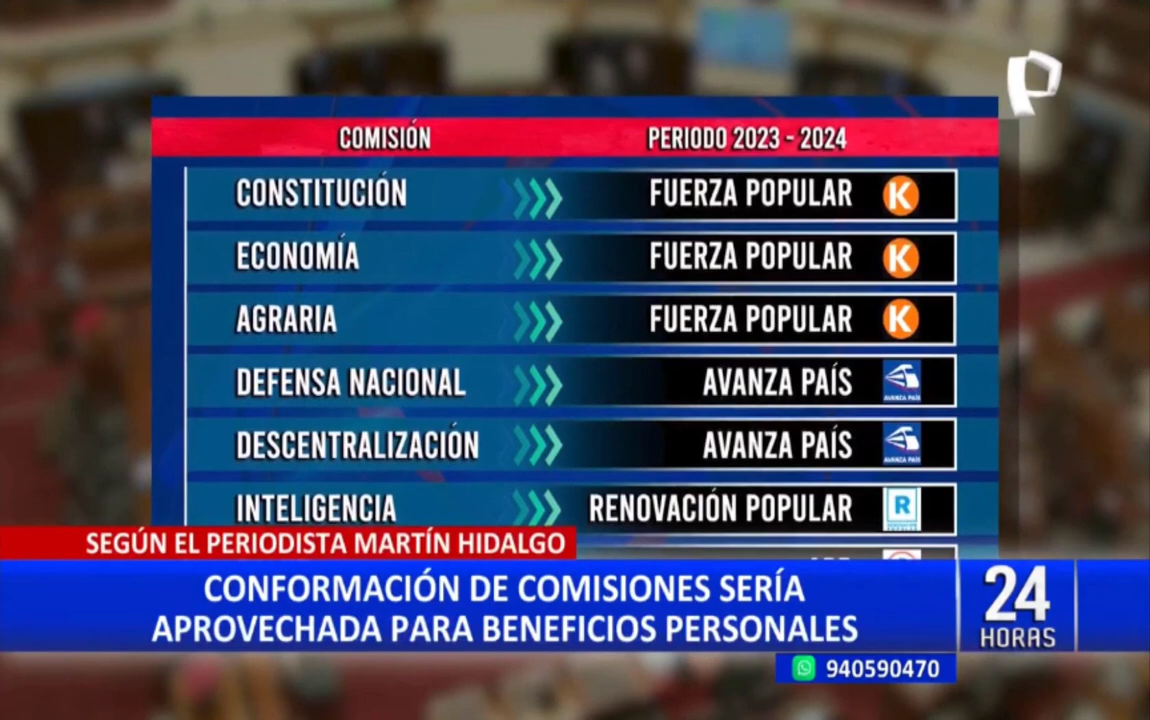 COMISIÓN PERIODO 2023 - 2024
CONSTITUCIÓN FUERZA POPULAR K
ECONOMÍA FUERZA POPULAR K
AGRARIA FUERZA POPULAR K
DEFENSA NACIONAL AVANZA PAÍS AVANZA PAÍS
DESCENTRALIZACIÓN AVANZA PAÍS AVANZA PAÍS
INTELIGENCIA RENOVACIÓN POPULAR R
SEGÚN EL PERIODISTA MARTÍN HIDALGO
CONFORMACIÓN DE COMISIONES SERÍA
APROVECHADA PARA BENEFICIOS PERSONALES
24
HORAS
940590470